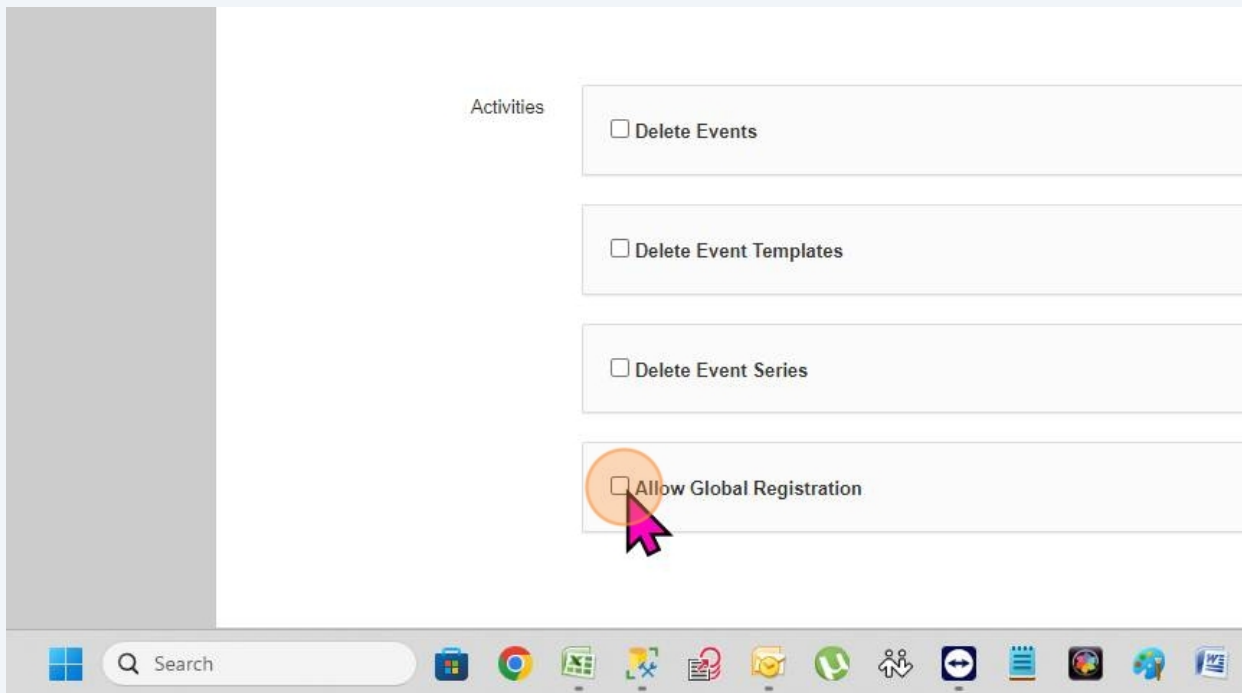 Activities
Delete Events
Delete Event Templates
Delete Event Series
Allow Global Registration
Search